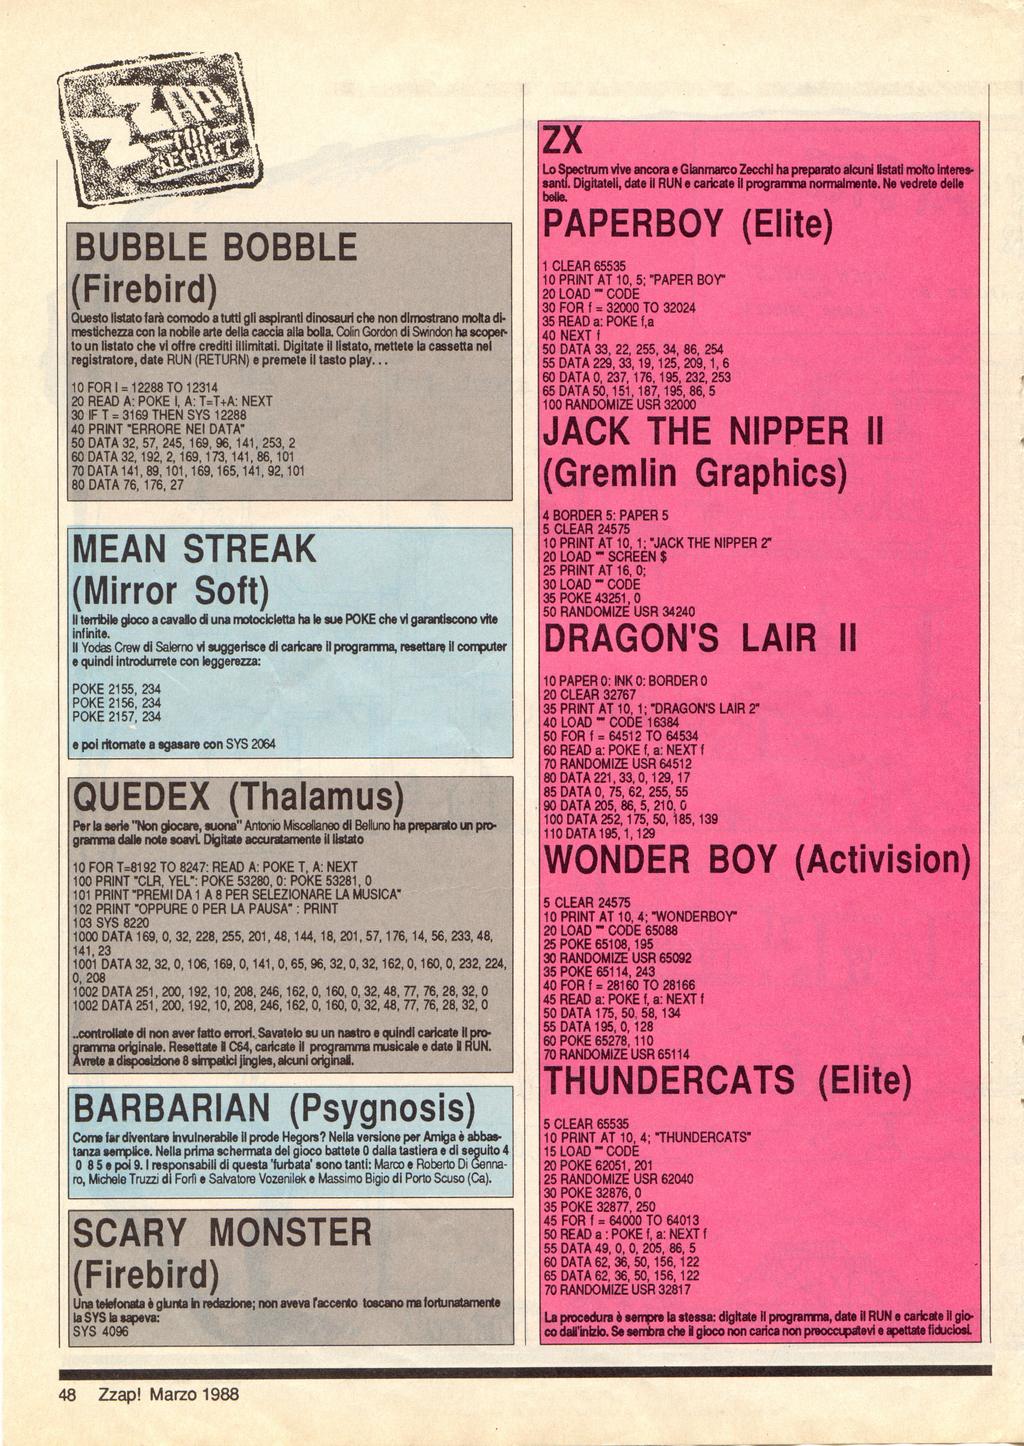 ZZAP!
TOP
SECRET
BUBBLE BOBBLE
(Firebird)
Questo listato farà comodo a tutti gli aspiranti dinosauri che non dimostrano molta di-
mestichezza con la nobile arte della caccia alla bolla. Colin Gordon di Swindon ha scoper-
to un listato che vi offre crediti illimitati. Digitate il listato, mettete la cassetta nel
registratore, date RUN (RETURN) e premete il tasto play...
10 FOR I = 12288 TO 12314
20 READ A: POKE I, A: T=T+A: NEXT
30 IF T = 3169 THEN SYS 12288
40 PRINT "ERRORE NEI DATA"
50 DATA 32, 57, 245, 169, 96, 141, 253, 2
60 DATA 32, 192, 2, 169, 173, 141, 86, 101
70 DATA 141, 89, 101, 169, 165, 141, 92, 101
80 DATA 76, 176, 27
MEAN STREAK
(Mirror Soft)
Il terribile gioco a cavallo di una motocicletta ha le sue POKE che vi garantiscono vite
infinite.
Il Yodas Crew di Salerno vi suggerisce di caricare il programma, resettare il computer
e quindi introdurrete con leggerezza:
POKE 2155, 234
POKE 2156, 234
POKE 2157, 234
e poi ritornate a sgasare con SYS 2064
QUEDEX (Thalamus)
Per la serie "Non giocare, suona" Antonio Miscellaneo di Belluno ha preparato un pro-
gramma dalle note soavi. Digitate accuratamente il listato
10 FOR T=8192 TO 8247: READ A: POKE T, A: NEXT
100 PRINT "CLR, YEL": POKE 53280, 0: POKE 53281, 0
101 PRINT "PREMI DA 1 A 8 PER SELEZIONARE LA MUSICA"
102 PRINT "OPPURE 0 PER LA PAUSA" : PRINT
103 SYS 8220
1000 DATA 169, 0, 32, 228, 255, 201, 48, 144, 18, 201, 57, 176, 14, 56, 233, 48,
141, 23
1001 DATA 32, 32, 0, 106, 169, 0, 141, 0, 65, 96, 32, 0, 32, 162, 0, 160, 0, 232, 224,
0, 208
1002 DATA 251, 200, 192, 10, 208, 246, 162, 0, 160, 0, 32, 48, 77, 76, 28, 32, 0
1002 DATA 251, 200, 192, 10, 208, 246, 162, 0, 160, 0, 32, 48, 77, 76, 28, 32, 0
..controllate di non aver fatto errori. Savatelo su un nastro e quindi caricate il pro-
gramma originale. Resettate il C64, caricate il programma musicale e date il RUN.
Avrete a disposizione 8 simpatici jingles, alcuni originali.
BARBARIAN (Psygnosis)
Come far diventare invulnerabile il prode Hegors? Nella versione per Amiga è abbas-
tanza semplice. Nella prima schermata del gioco battete 0 dalla tastiera e di seguito 4
0 8 5 e poi 9. I responsabili di questa 'furbata' sono tanti: Marco e Roberto Di Genna-
ro, Michele Truzzi di Forlì e Salvatore Vozenilek e Massimo Bigio di Porto Scuso (Ca).
SCARY MONSTER
(Firebird)
Una telefonata è giunta in redazione; non aveva l'accento toscano ma fortunatamente
la SYS la sapeva:
SYS 4096
ZX
Lo Spectrum vive ancora e Gianmarco Zecchi ha preparato alcuni listati molto interes-
santi. Digitateli, date il RUN e caricate il programma normalmente. Ne vedrete delle
belle.
PAPERBOY (Elite)
1 CLEAR 65535
10 PRINT AT 10, 5; "PAPER BOY"
20 LOAD "" CODE
30 FOR f = 32000 TO 32024
35 READ a: POKE f,a
40 NEXT f
50 DATA 33, 22, 255, 34, 86, 254
55 DATA 229, 33, 19, 125, 209, 1, 6
60 DATA 0, 237, 176, 195, 232, 253
65 DATA 50, 151, 187, 195, 86, 5
100 RANDOMIZE USR 32000
JACK THE NIPPER II
(Gremlin Graphics)
4 BORDER 5: PAPER 5
5 CLEAR 24575
10 PRINT AT 10, 1; "JACK THE NIPPER 2"
20 LOAD "" SCREEN $
25 PRINT AT 16, 0;
30 LOAD "" CODE
35 POKE 43251, 0
50 RANDOMIZE USR 34240
DRAGON'S LAIR II
10 PAPER 0: INK 0: BORDER 0
20 CLEAR 32767
35 PRINT AT 10, 1; "DRAGON'S LAIR 2"
40 LOAD "" CODE 16384
50 FOR f = 64512 TO 64534
60 READ a: POKE f, a: NEXT f
70 RANDOMIZE USR 64512
80 DATA 221, 33, 0, 129, 17
85 DATA 0, 75, 62, 255, 55
90 DATA 205, 86, 5, 210, 0
100 DATA 252, 175, 50, 185, 139
110 DATA 195, 1, 129
WONDER BOY (Activision)
5 CLEAR 24575
10 PRINT AT 10, 4; "WONDERBOY"
20 LOAD "" CODE 65088
25 POKE 65108, 195
30 RANDOMIZE USR 65092
35 POKE 65114, 243
40 FOR f = 28160 TO 28166
45 READ a: POKE f, a: NEXT f
50 DATA 175, 50, 58, 134
55 DATA 195, 0, 128
60 POKE 65278, 110
70 RANDOMIZE USR 65114
THUNDERCATS (Elite)
5 CLEAR 65535
10 PRINT AT 10, 4; "THUNDERCATS"
15 LOAD "" CODE
20 POKE 62051, 201
25 RANDOMIZE USR 62040
30 POKE 32876, 0
35 POKE 32877, 250
45 FOR f = 64000 TO 64013
50 READ a : POKE f, a: NEXT f
55 DATA 49, 0, 0, 205, 86, 5
60 DATA 62, 36, 50, 156, 122
65 DATA 62, 36, 50, 156, 122
70 RANDOMIZE USR 32817
La procedura è sempre la stessa: digitate il programma, date il RUN e caricate il gio-
co dall'inizio. Se sembra che il gioco non carica non preoccupatevi e apettate fiduciosi.
48 Zzap! Marzo 1988